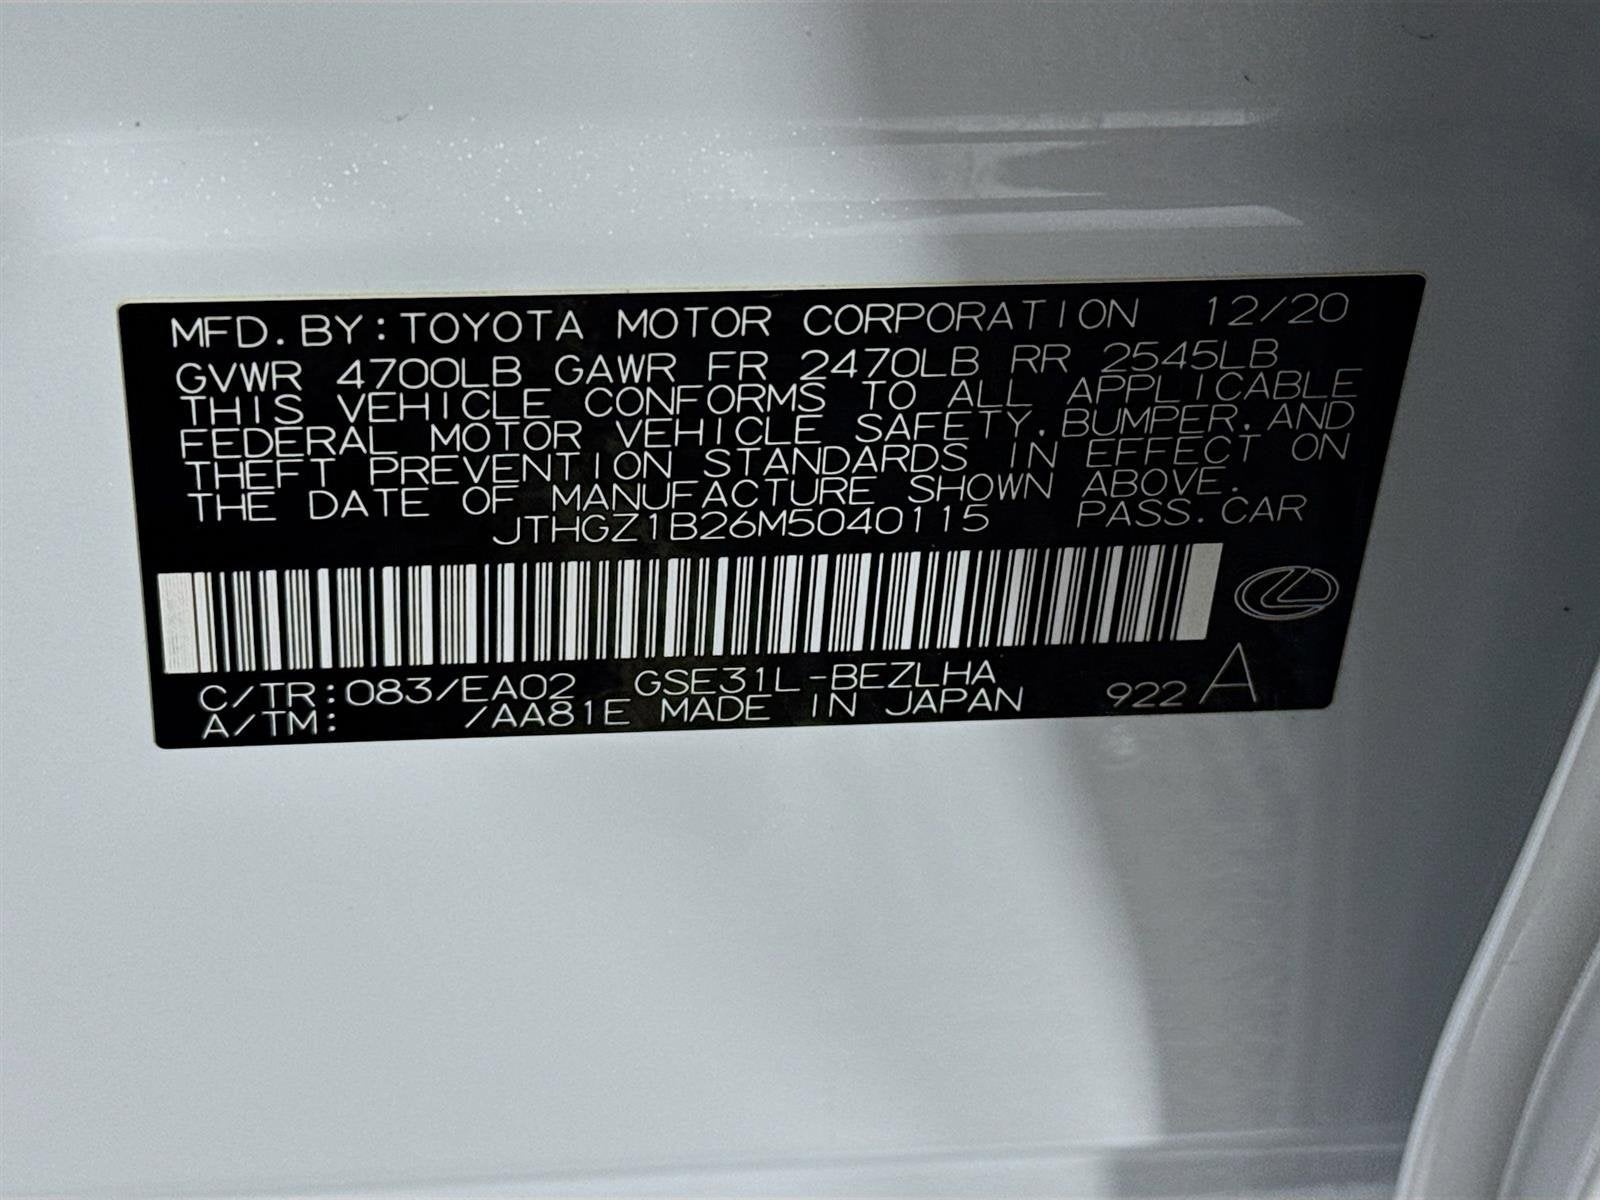 MFD. BY: TOYOTA MOTOR CORPORATION 12/20
GVWR 4700LB GAWR FR 2470LB RR 2545LB
THIS VEHICLE CONFORMS TO ALL APPLICABLE
FEDERAL MOTOR VEHICLE SAFETY, BUMPER, AND
THEFT PREVENTION STANDARDS IN EFFECT ON
THE DATE OF MANUFACTURE SHOWN ABOVE.
JTHGZ1B26M5040115 PASS. CAR
C/TR: 083/EA02 GSE31L-BEZLHA
A/TM: /AA81E MADE IN JAPAN 922 A